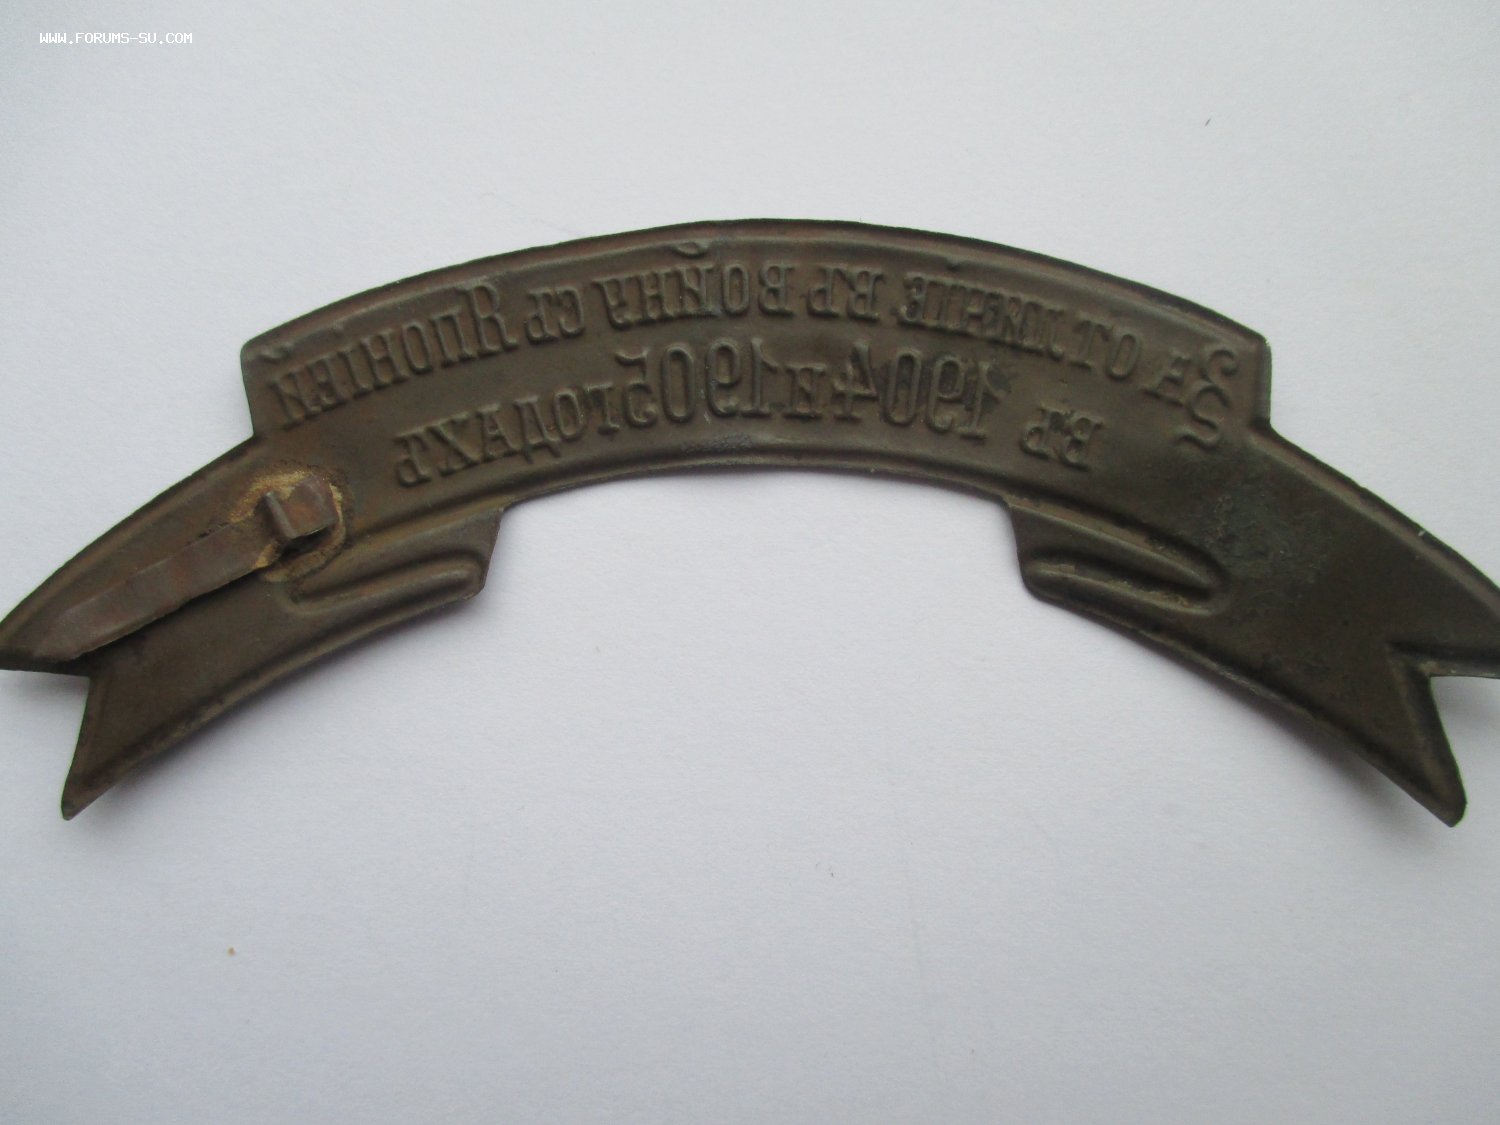 WWW.FORUMS-SU.COM
ЗА ОТЛИЧІЕ ВЪ ВОЙНѢ СЪ ЯПОНІЕЙ
ВЪ 1904 И 1905 ГОДАХЪ